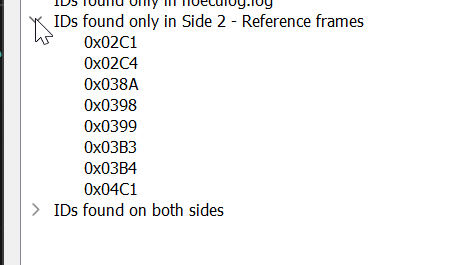 IDs found only in noeculog.log
IDs found only in Side 2 - Reference frames
0x02C1
0x02C4
0x038A
0x0398
0x0399
0x03B3
0x03B4
0x04C1
IDs found on both sides